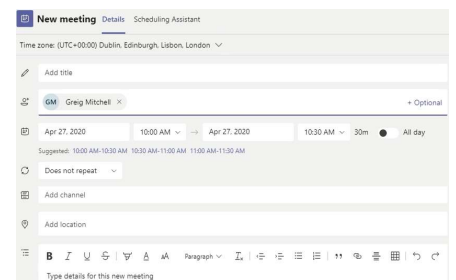 New meeting Details Scheduling Assistant
Time zone: (UTC+00:00) Dublin, Edinburgh, Lisbon, London
Add title
GM Greig Mitchell × + Optional
Apr 27, 2020 10:00 AM → Apr 27, 2020 10:30 AM 30m All day
Suggested: 10:00 AM-10:30 AM 10:30 AM-11:00 AM 11:00 AM-11:30 AM
Does not repeat
Add channel
Add location
B I U S A AA Paragraph
Type details for this new meeting